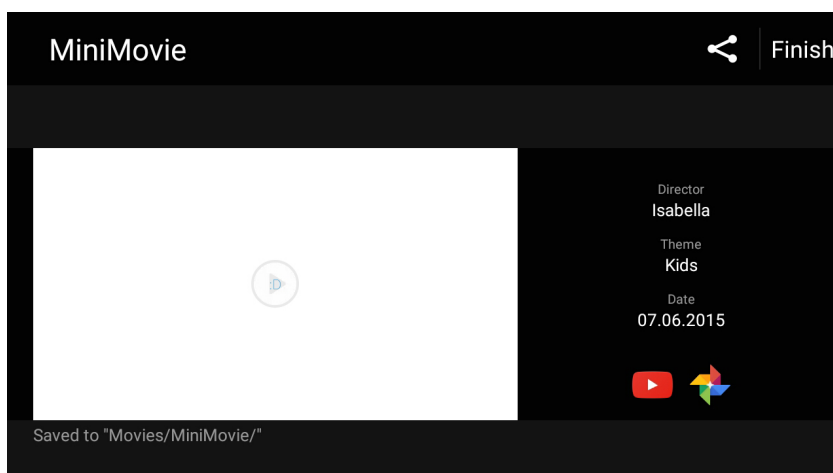 MiniMovie
Finish
Director
Isabella
Theme
Kids
Date
07.06.2015
:D
Saved to "Movies/MiniMovie/"